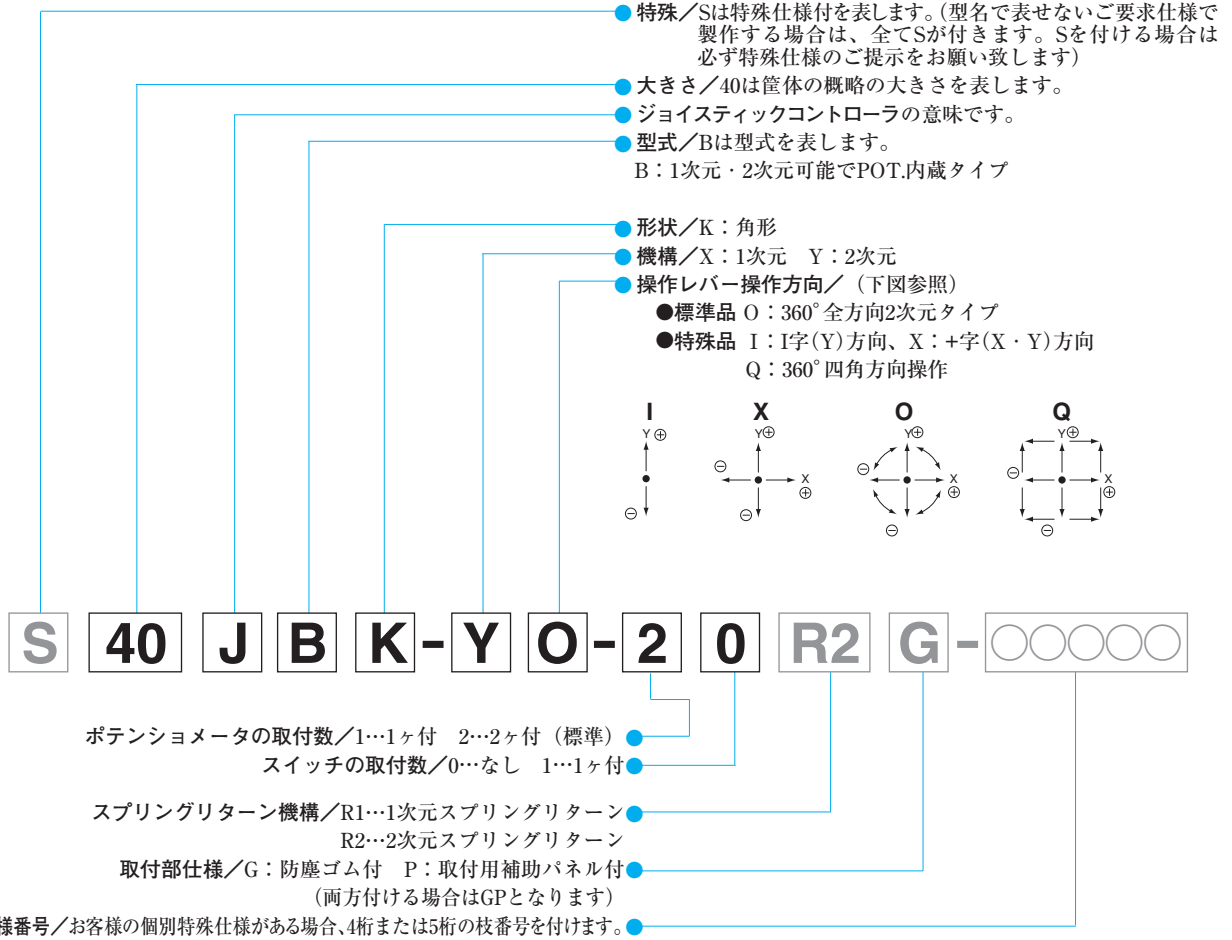 特殊／Sは特殊仕様付を表します。(型名で表せないご要求仕様で
製作する場合は、全てSが付きます。Sを付ける場合は
必ず特殊仕様のご提示をお願い致します)
大きさ／40は筐体の概略の大きさを表します。
ジョイスティックコントローラの意味です。
型式／Bは型式を表します。
B：1次元・2次元可能でPOT.内蔵タイプ
形状／K：角形
機構／X：1次元　Y：2次元
操作レバー操作方向／（下図参照）
●標準品 O：360°全方向2次元タイプ
●特殊品 I：I字(Y)方向、X：+字(X・Y)方向
Q：360°四角方向操作
I X O Q
Y⊕ Y⊕ Y⊕ Y⊕
⊖ X ⊖ X ⊖ X
⊕ ⊕ ⊕
⊖ ⊖ ⊖ ⊖
S 40 J B K-Y O-2 0 R2 G-○○○○○
ポテンショメータの取付数／1…1ヶ付　2…2ヶ付（標準）
スイッチの取付数／0…なし　1…1ヶ付
スプリングリターン機構／R1…1次元スプリングリターン
R2…2次元スプリングリターン
取付部仕様／G：防塵ゴム付　P：取付用補助パネル付
（両方付ける場合はGPとなります）
様番号／お客様の個別特殊仕様がある場合、4桁または5桁の枝番号を付けます。